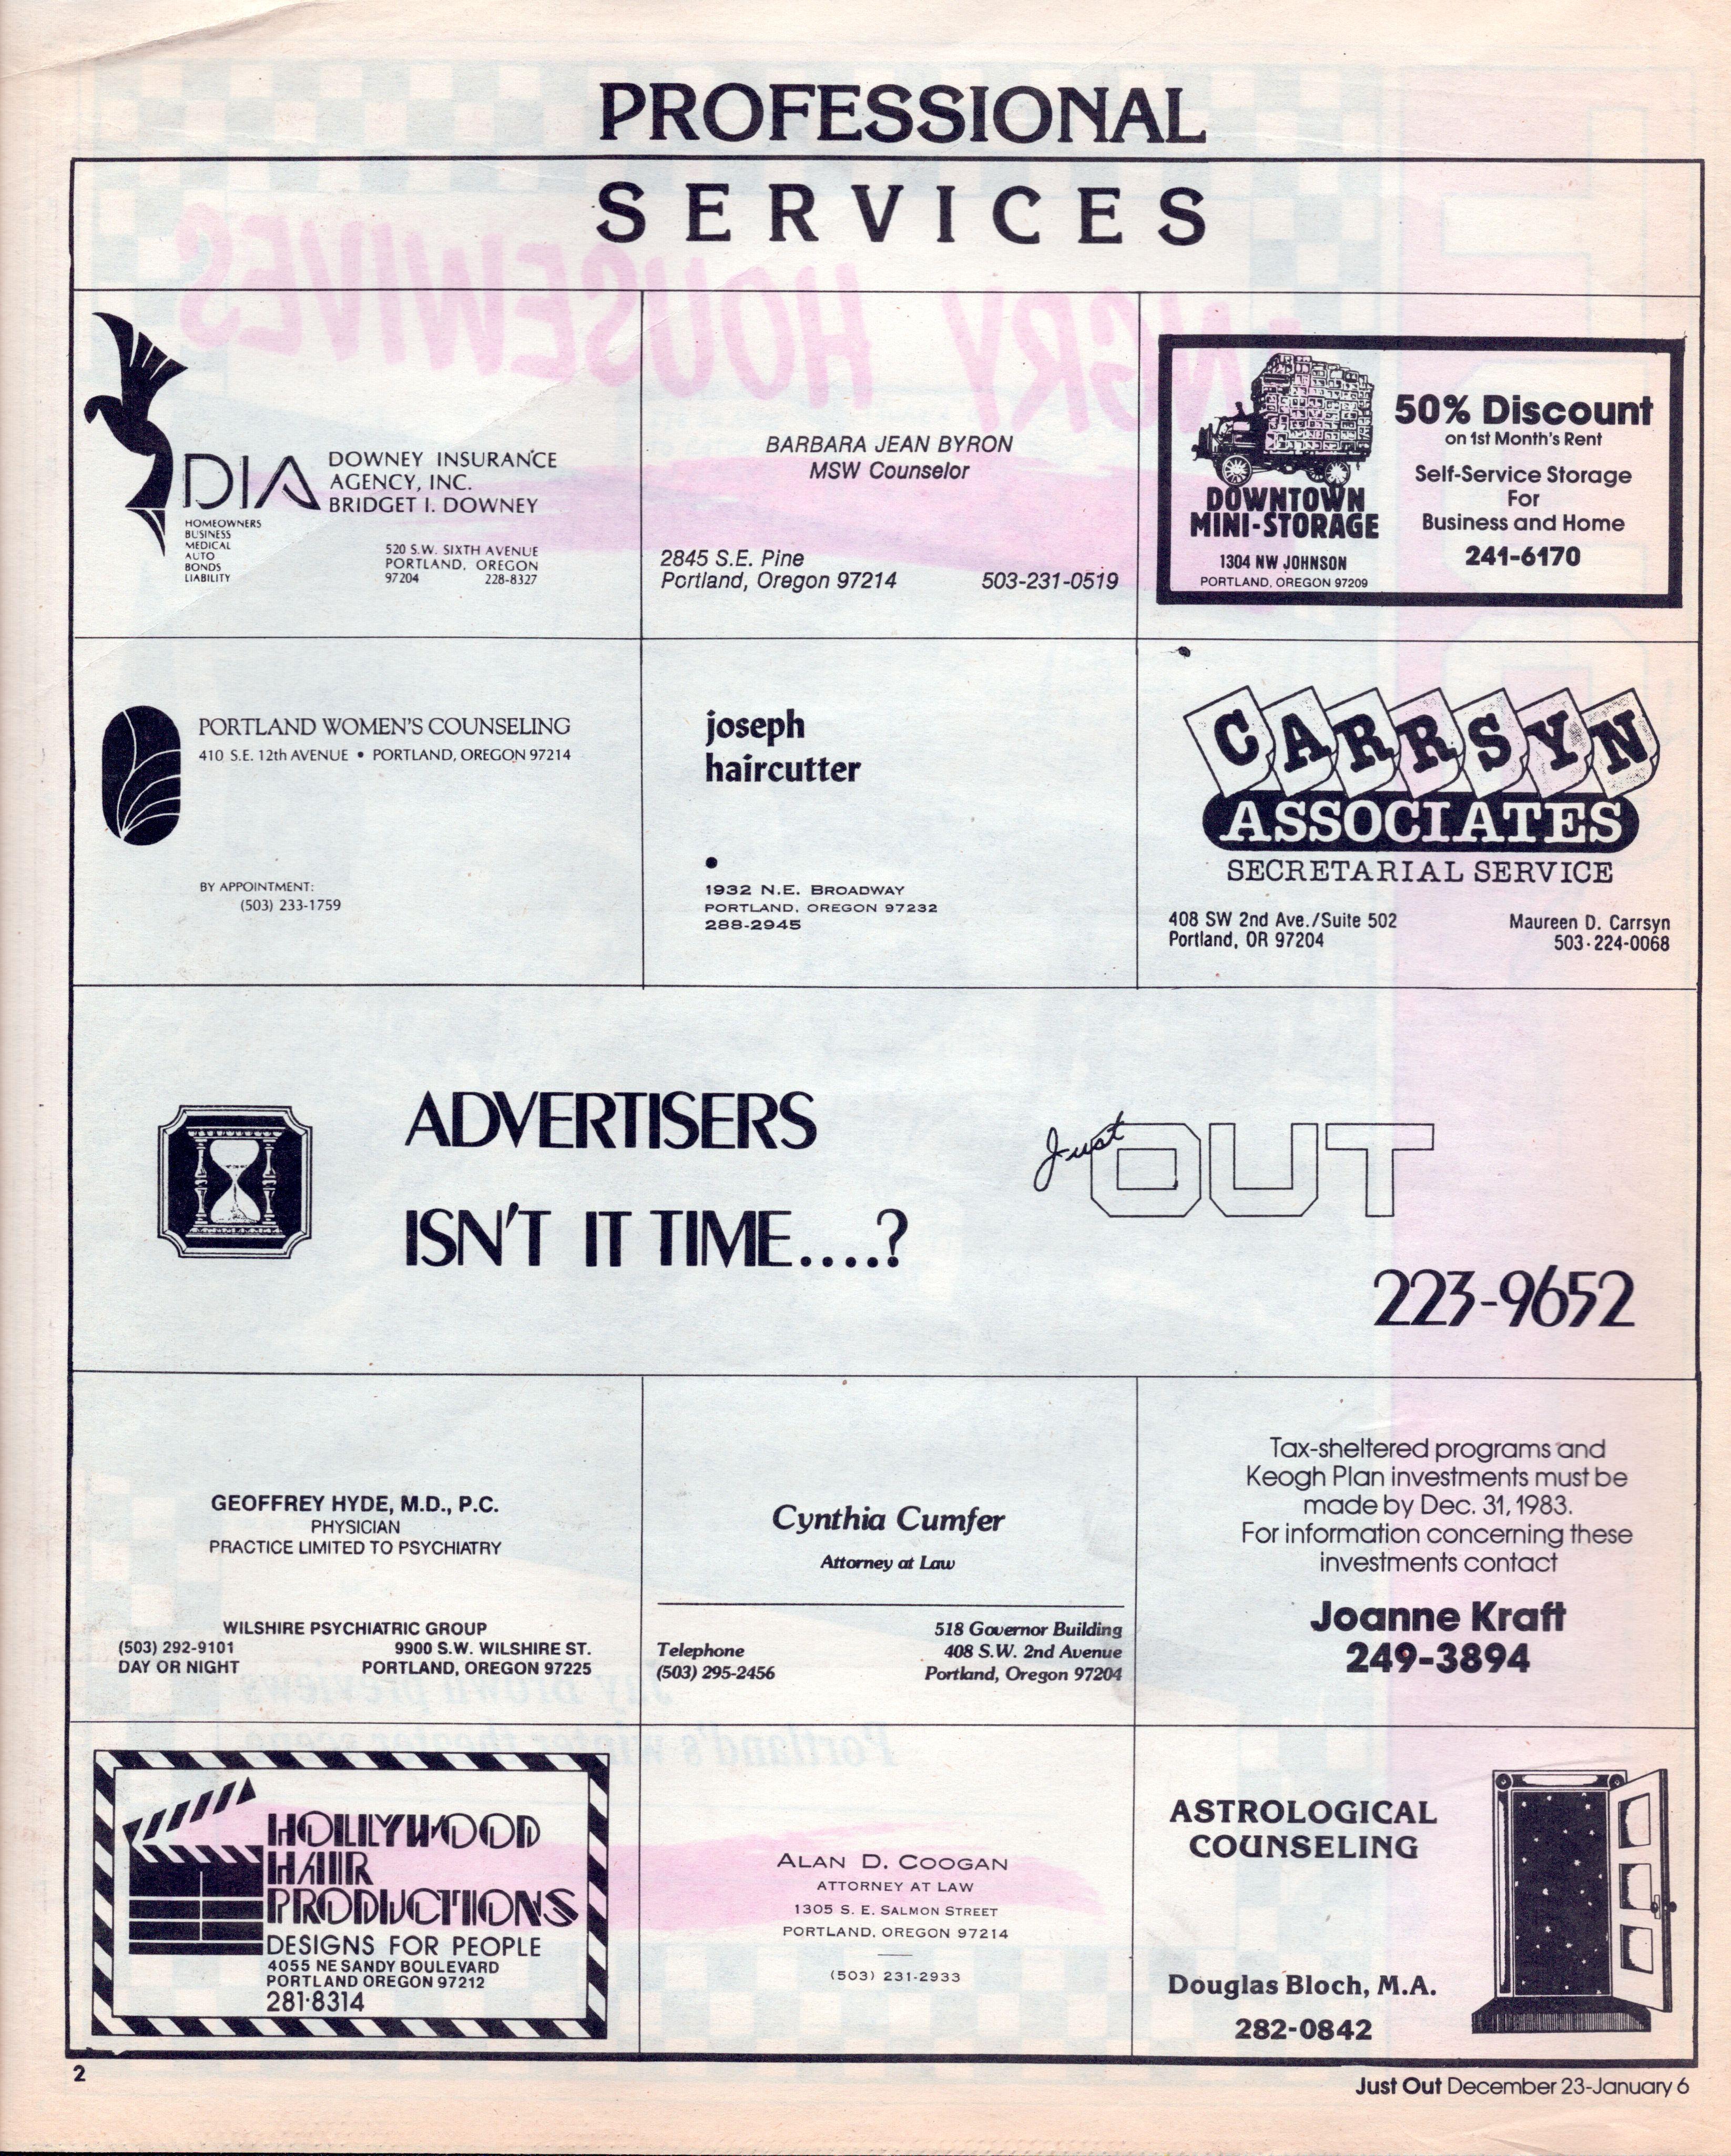 PROFESSIONAL
SERVICES
DIA
DOWNEY INSURANCE
AGENCY, INC.
BRIDGET I. DOWNEY
HOMEOWNERS
BUSINESS
MEDICAL
AUTO
BONDS
LIABILITY
520 S.W. SIXTH AVENUE
PORTLAND, OREGON
97204 228-8327
BARBARA JEAN BYRON
MSW Counselor
2845 S.E. Pine
Portland, Oregon 97214 503-231-0519
DOWNTOWN
MINI-STORAGE
1304 NW JOHNSON
PORTLAND, OREGON 97209
50% Discount
on 1st Month's Rent
Self-Service Storage
For
Business and Home
241-6170
PORTLAND WOMEN'S COUNSELING
410 S.E. 12th AVENUE • PORTLAND, OREGON 97214
BY APPOINTMENT:
(503) 233-1759
joseph
haircutter
•
1932 N.E. BROADWAY
PORTLAND, OREGON 97232
288-2945
CARRSYN
ASSOCIATES
SECRETARIAL SERVICE
408 SW 2nd Ave./Suite 502
Portland, OR 97204
Maureen D. Carrsyn
503-224-0068
ADVERTISERS
ISN'T IT TIME....?
Just OUT
223-9652
GEOFFREY HYDE, M.D., P.C.
PHYSICIAN
PRACTICE LIMITED TO PSYCHIATRY
WILSHIRE PSYCHIATRIC GROUP
(503) 292-9101 9900 S.W. WILSHIRE ST.
DAY OR NIGHT PORTLAND, OREGON 97225
Cynthia Cumfer
Attorney at Law
518 Governor Building
Telephone 408 S.W. 2nd Avenue
(503) 295-2456 Portland, Oregon 97204
Tax-sheltered programs and
Keogh Plan investments must be
made by Dec. 31, 1983.
For information concerning these
investments contact
Joanne Kraft
249-3894
HOLLYWOOD
HAIR
PRODUCTIONS
DESIGNS FOR PEOPLE
4055 NE SANDY BOULEVARD
PORTLAND OREGON 97212
281-8314
ALAN D. COOGAN
ATTORNEY AT LAW
1305 S. E. SALMON STREET
PORTLAND, OREGON 97214
(503) 231-2933
ASTROLOGICAL
COUNSELING
Douglas Bloch, M.A.
282-0842
2
Just Out December 23-January 6